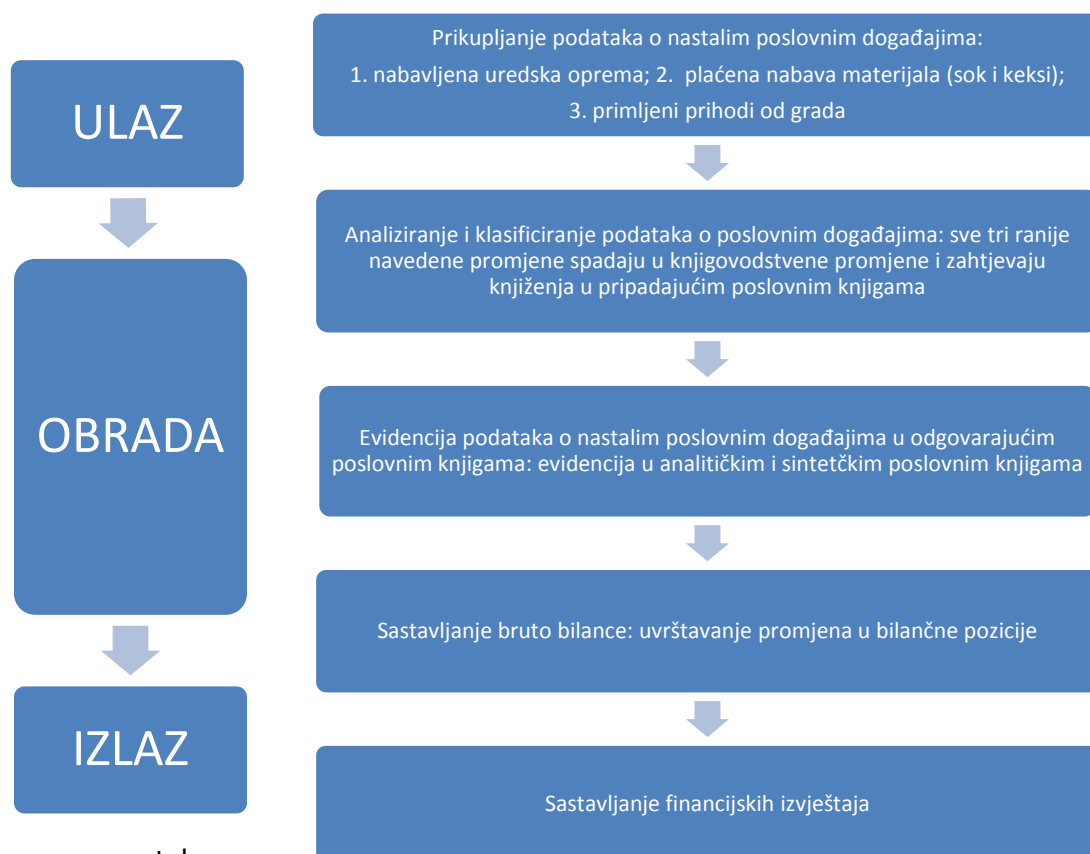 ULAZ
OBRADA
IZLAZ
Prikupljanje podataka o nastalim poslovnim događajima:
1. nabavljena uredska oprema; 2. plaćena nabava materijala (sok i keksi);
3. primljeni prihodi od grada
Analiziranje i klasificiranje podataka o poslovnim događajima: sve tri ranije
navedene promjene spadaju u knjigovodstvene promjene i zahtjevaju
knjiženja u pripadajućim poslovnim knjigama
Evidencija podataka o nastalim poslovnim događajima u odgovarajućim
poslovnim knjigama: evidencija u analitičkim i sintetčkim poslovnim knjigama
Sastavljanje bruto bilance: uvrštavanje promjena u bilančne pozicije
Sastavljanje financijskih izvještaja